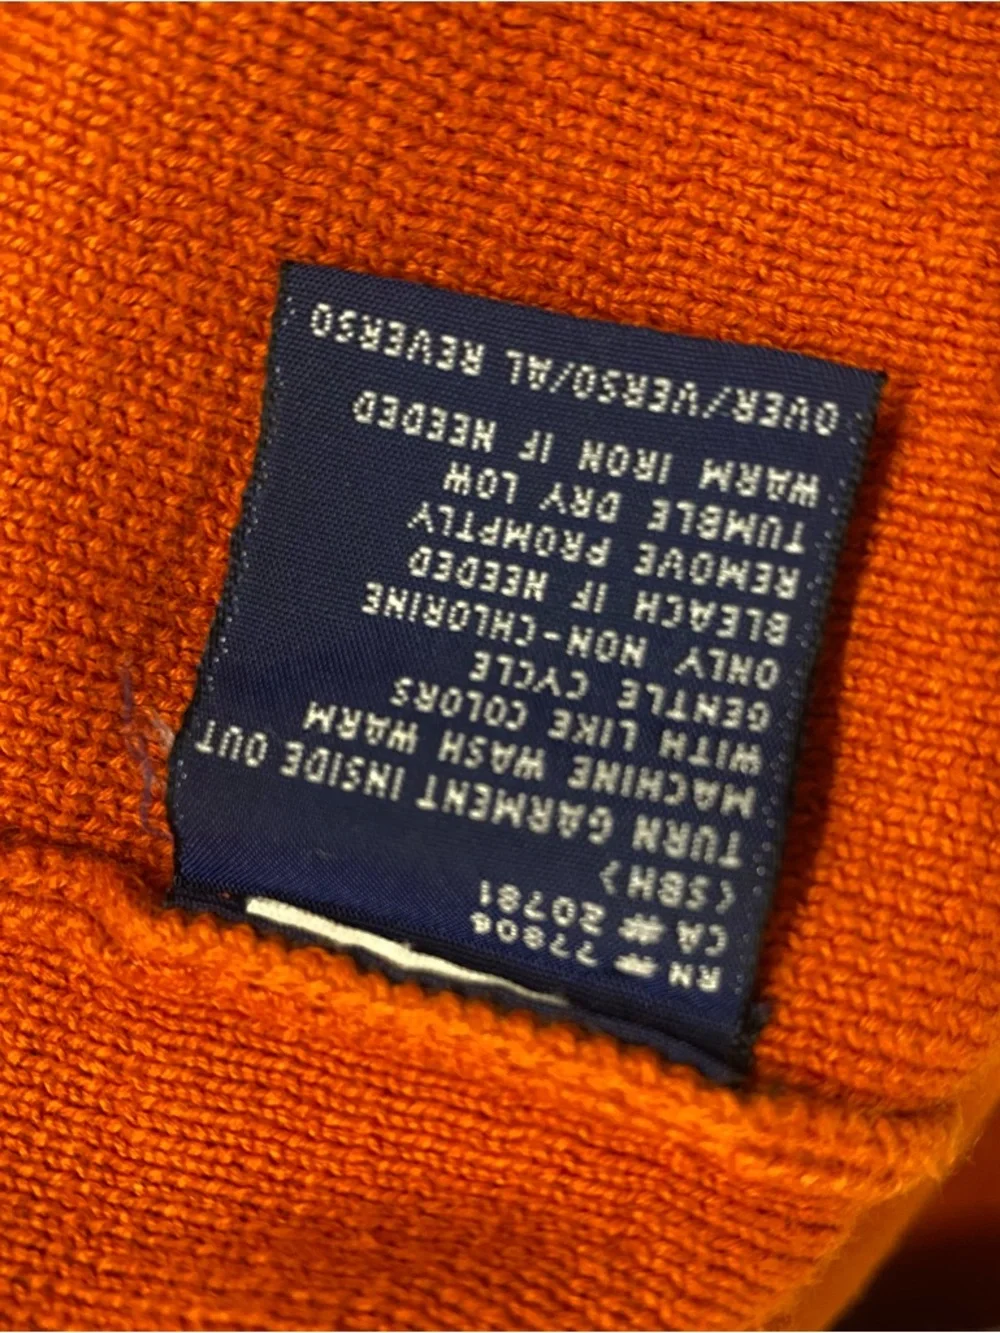 RN # 77806
CA # 20781
<SBH>
TURN GARMENT INSIDE OUT
MACHINE WASH WARM
WITH LIKE COLORS
GENTLE CYCLE
ONLY NON-CHLORINE
BLEACH IF NEEDED
REMOVE PROMPTLY
TUMBLE DRY LOW
WARM IRON IF NEEDED
OVER/VERSO/AL REVERSO